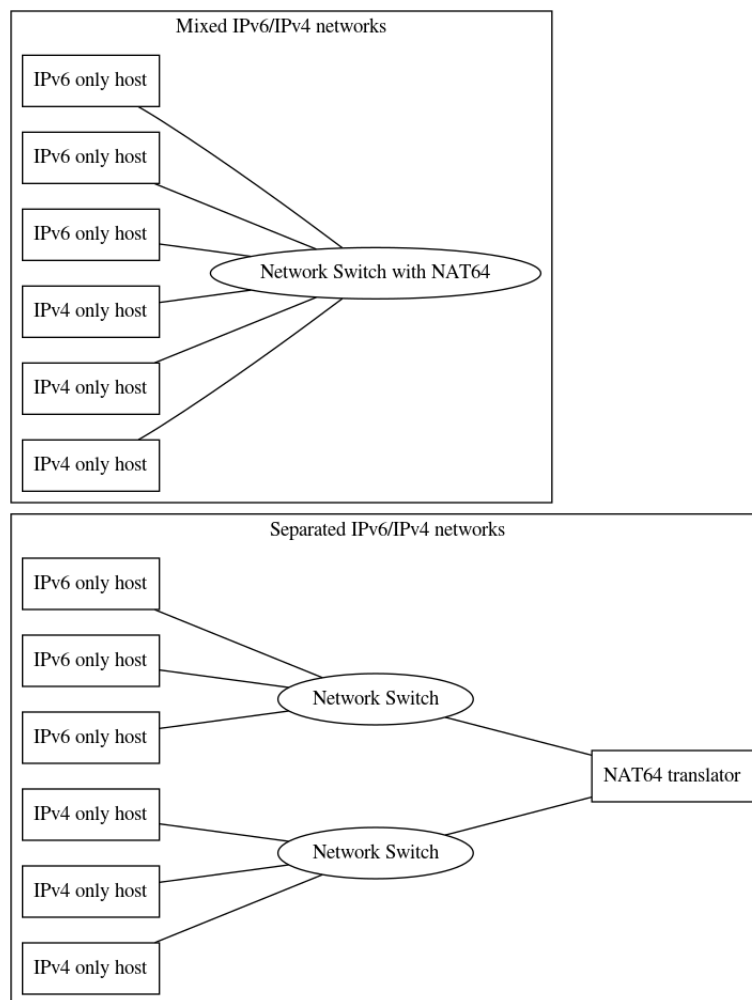 Mixed IPv6/IPv4 networks
IPv6 only host
IPv6 only host
IPv6 only host
Network Switch with NAT64
IPv4 only host
IPv4 only host
IPv4 only host
Separated IPv6/IPv4 networks
IPv6 only host
IPv6 only host
Network Switch
IPv6 only host
NAT64 translator
IPv4 only host
Network Switch
IPv4 only host
IPv4 only host